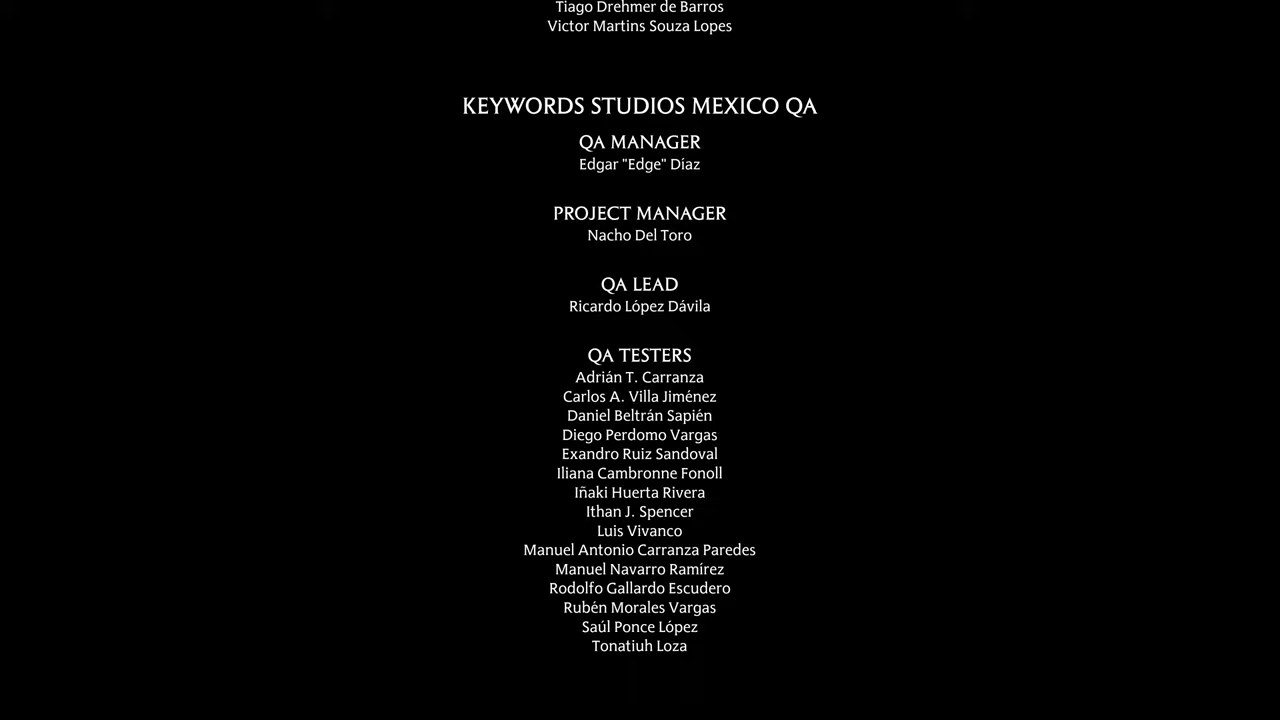 Tiago Drehmer de Barros
Victor Martins Souza Lopes
KEYWORDS STUDIOS MEXICO QA
QA MANAGER
Edgar "Edge" Díaz
PROJECT MANAGER
Nacho Del Toro
QA LEAD
Ricardo López Dávila
QA TESTERS
Adrián T. Carranza
Carlos A. Villa Jiménez
Daniel Beltrán Sapién
Diego Perdomo Vargas
Exandro Ruiz Sandoval
Iliana Cambronne Fonoll
Iñaki Huerta Rivera
Ithan J. Spencer
Luis Vivanco
Manuel Antonio Carranza Paredes
Manuel Navarro Ramírez
Rodolfo Gallardo Escudero
Rubén Morales Vargas
Saúl Ponce López
Tonatiuh Loza